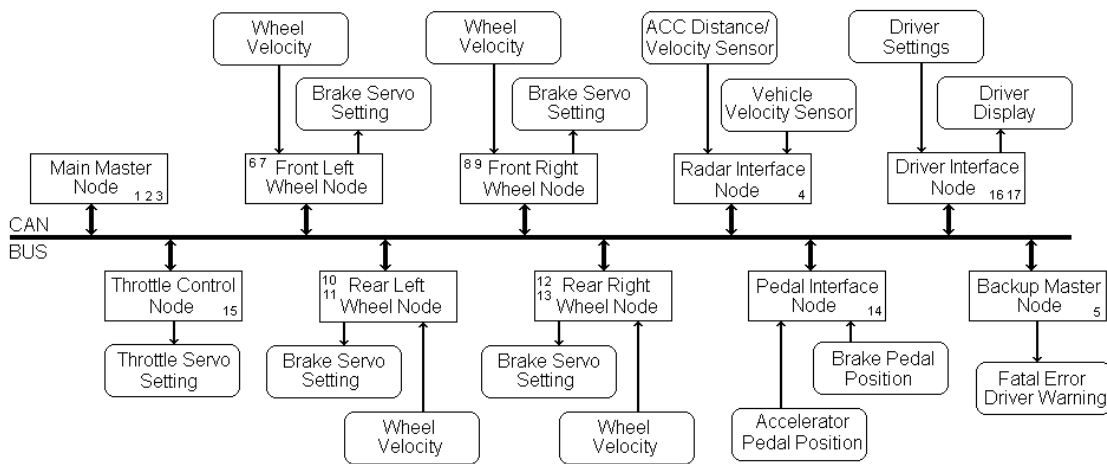 Wheel
Velocity
Wheel
Velocity
ACC Distance/
Velocity Sensor
Driver
Settings
Brake Servo
Setting
Brake Servo
Setting
Vehicle
Velocity Sensor
Driver
Display
Main Master
Node
1 2 3
6 7 Front Left
Wheel Node
8 9 Front Right
Wheel Node
Radar Interface
Node
4
Driver Interface
Node
16 17
CAN
BUS
Throttle Control
Node
15
10
11
Rear Left
Wheel Node
12
13
Rear Right
Wheel Node
Pedal Interface
Node
14
Backup Master
Node
5
Throttle Servo
Setting
Brake Servo
Setting
Brake Servo
Setting
Brake Pedal
Position
Fatal Error
Driver Warning
Wheel
Velocity
Wheel
Velocity
Accelerator
Pedal Position